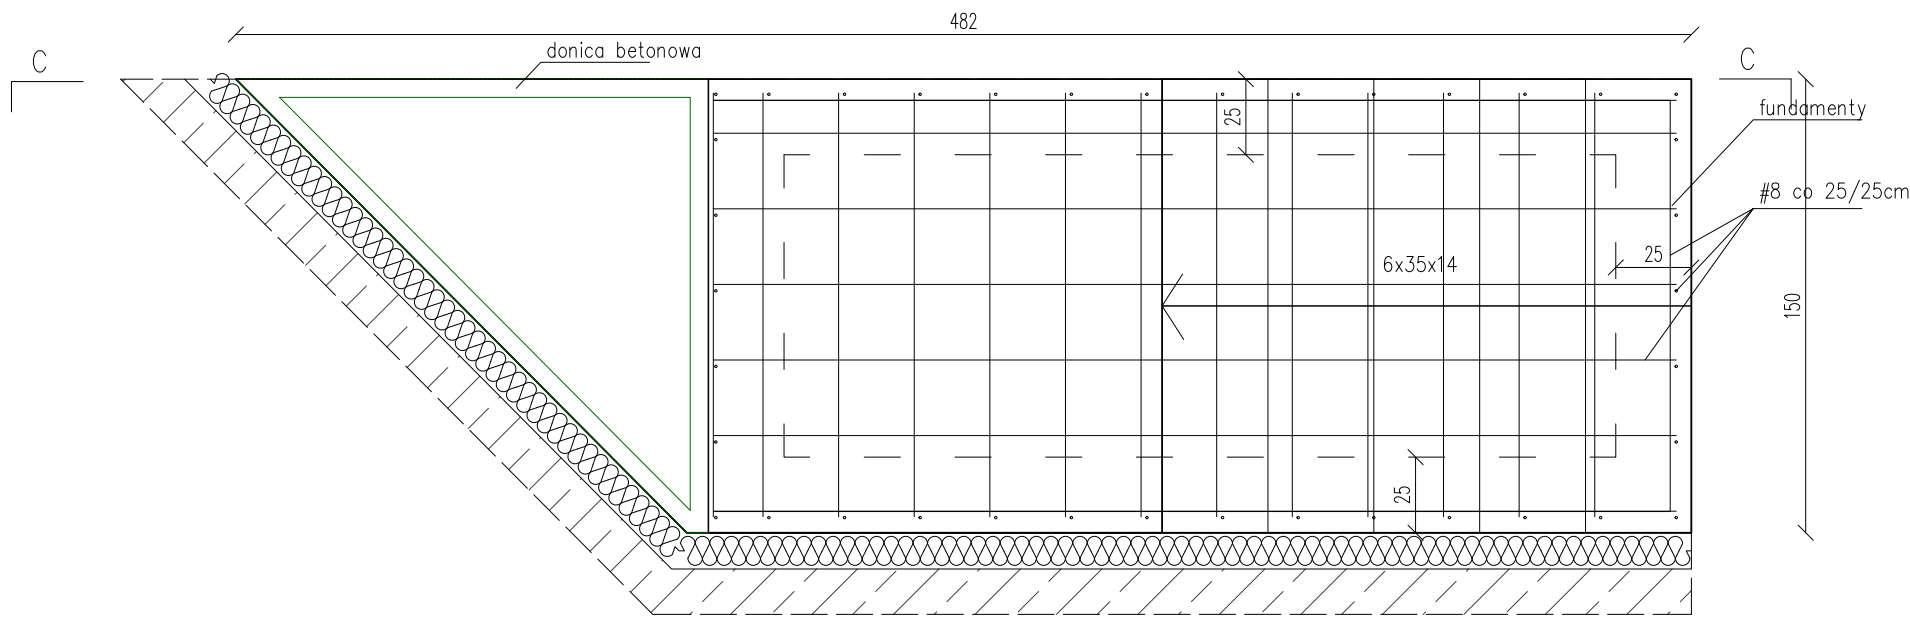 482
donica betonowa
C
C
fundamenty
25
#8 co 25/25cm
25
6x35x14
150
25